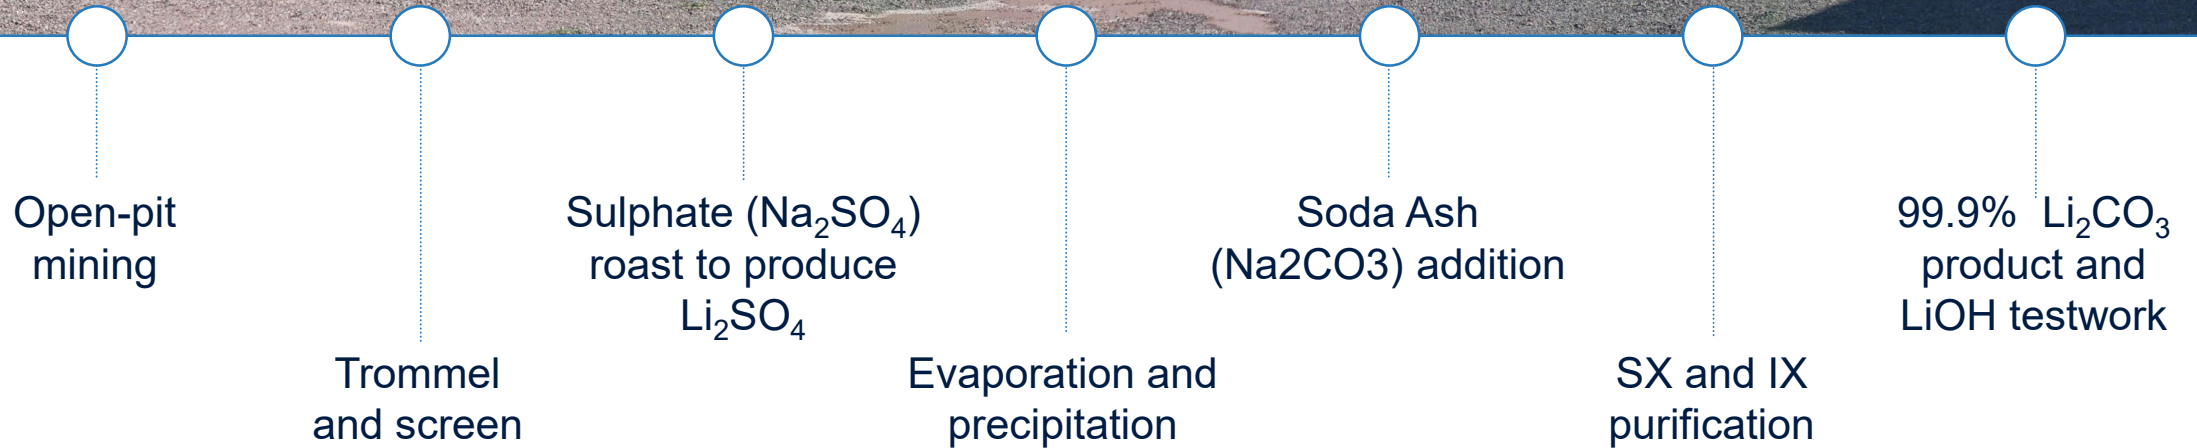 Open-pit
mining
Trommel
and screen
Sulphate (Na₂SO₄)
roast to produce
Li₂SO₄
Evaporation and
precipitation
Soda Ash
(Na2CO3) addition
SX and IX
purification
99.9% Li₂CO₃
product and
LiOH testwork